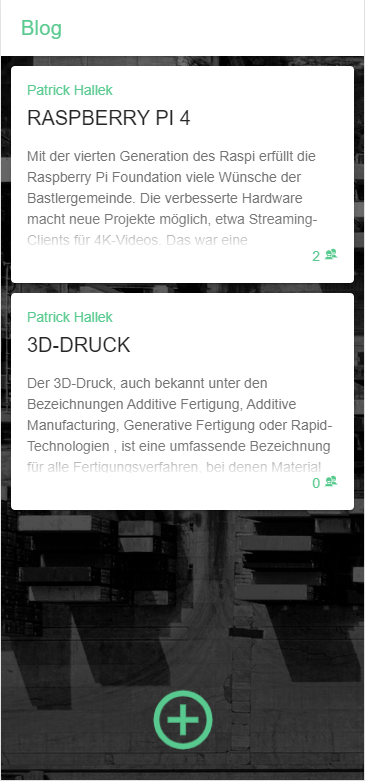 Blog
Patrick Hallek
RASPBERRY PI 4
Mit der vierten Generation des Raspi erfüllt die
Raspberry Pi Foundation viele Wünsche der
Bastlergemeinde. Die verbesserte Hardware
macht neue Projekte möglich, etwa Streaming-
Clients für 4K-Videos. Das war eine
2
Patrick Hallek
3D-DRUCK
Der 3D-Druck, auch bekannt unter den
Bezeichnungen Additive Fertigung, Additive
Manufacturing, Generative Fertigung oder Rapid-
Technologien , ist eine umfassende Bezeichnung
für alle Fertigungsverfahren, bei denen Material
0